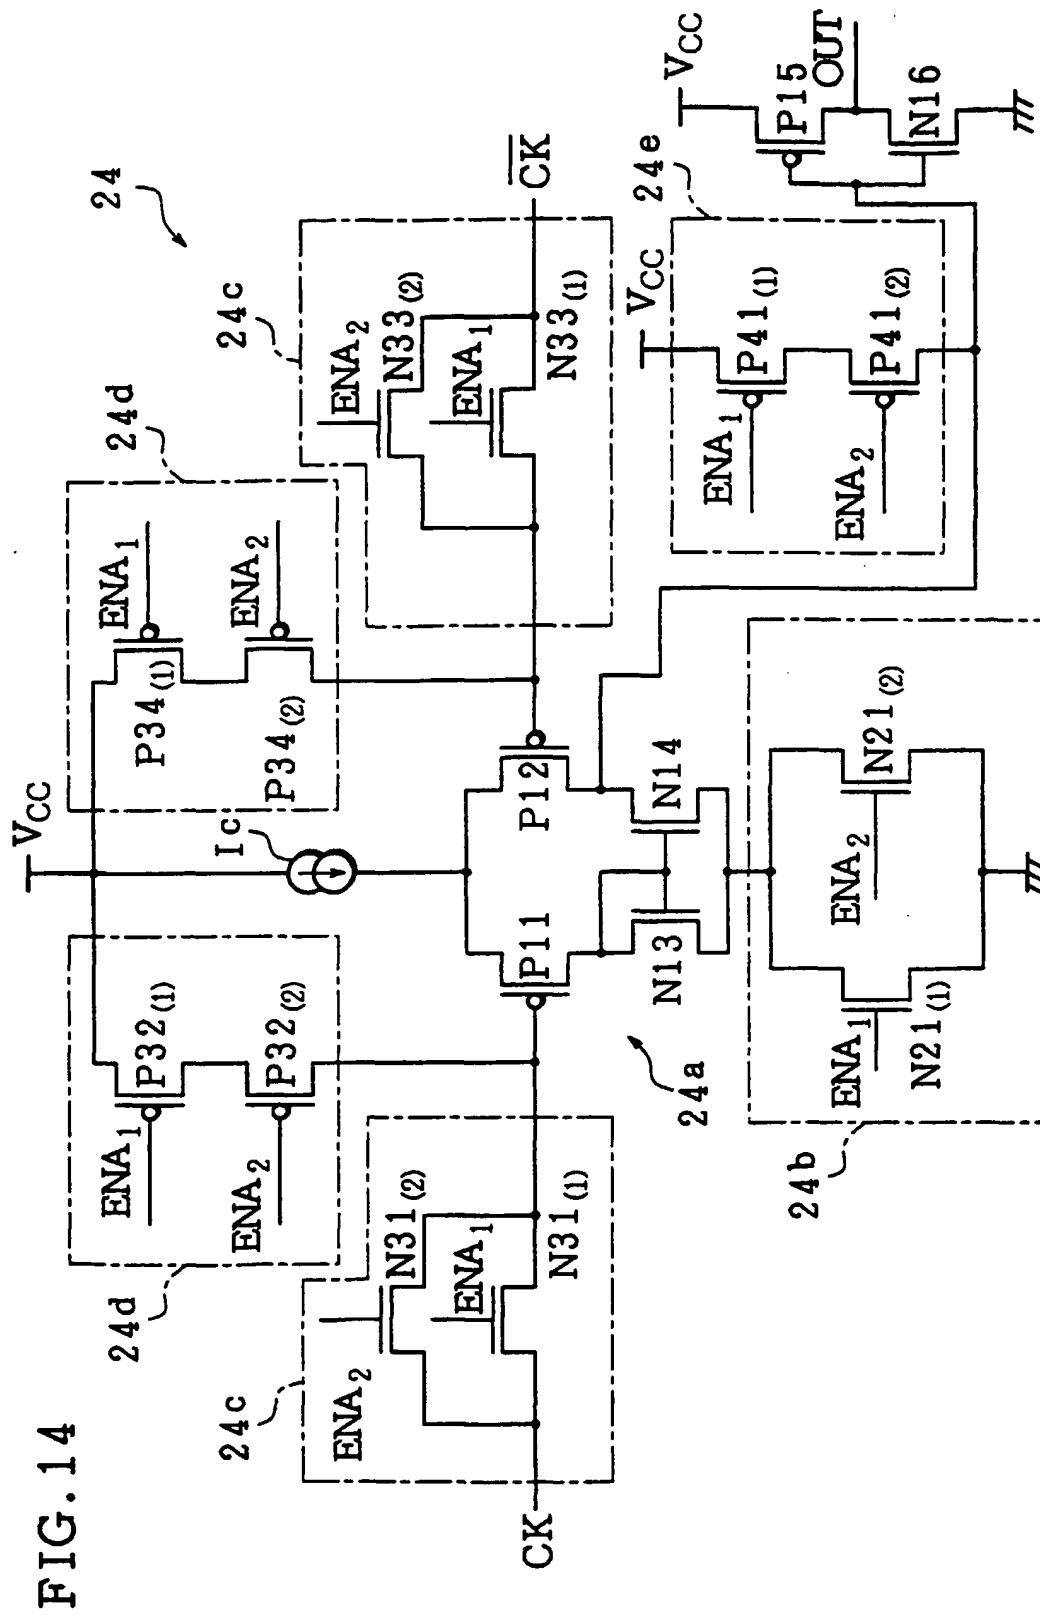 FIG.14
24
V_CC
24d
ENA₁
P32(1)
ENA₂
P32(2)
24d
ENA₁
P34(1)
ENA₂
P34(2)
Ic
24c
ENA₂
N31(2)
ENA₁
N31(1)
CK
24c
ENA₂
N33(2)
ENA₁
N33(1)
C̅K̅
P11
P12
N13
N14
24a
24b
ENA₁
N21(1)
ENA₂
N21(2)
24e
V_CC
ENA₁
P41(1)
ENA₂
P41(2)
V_CC
P15
OUT
N16